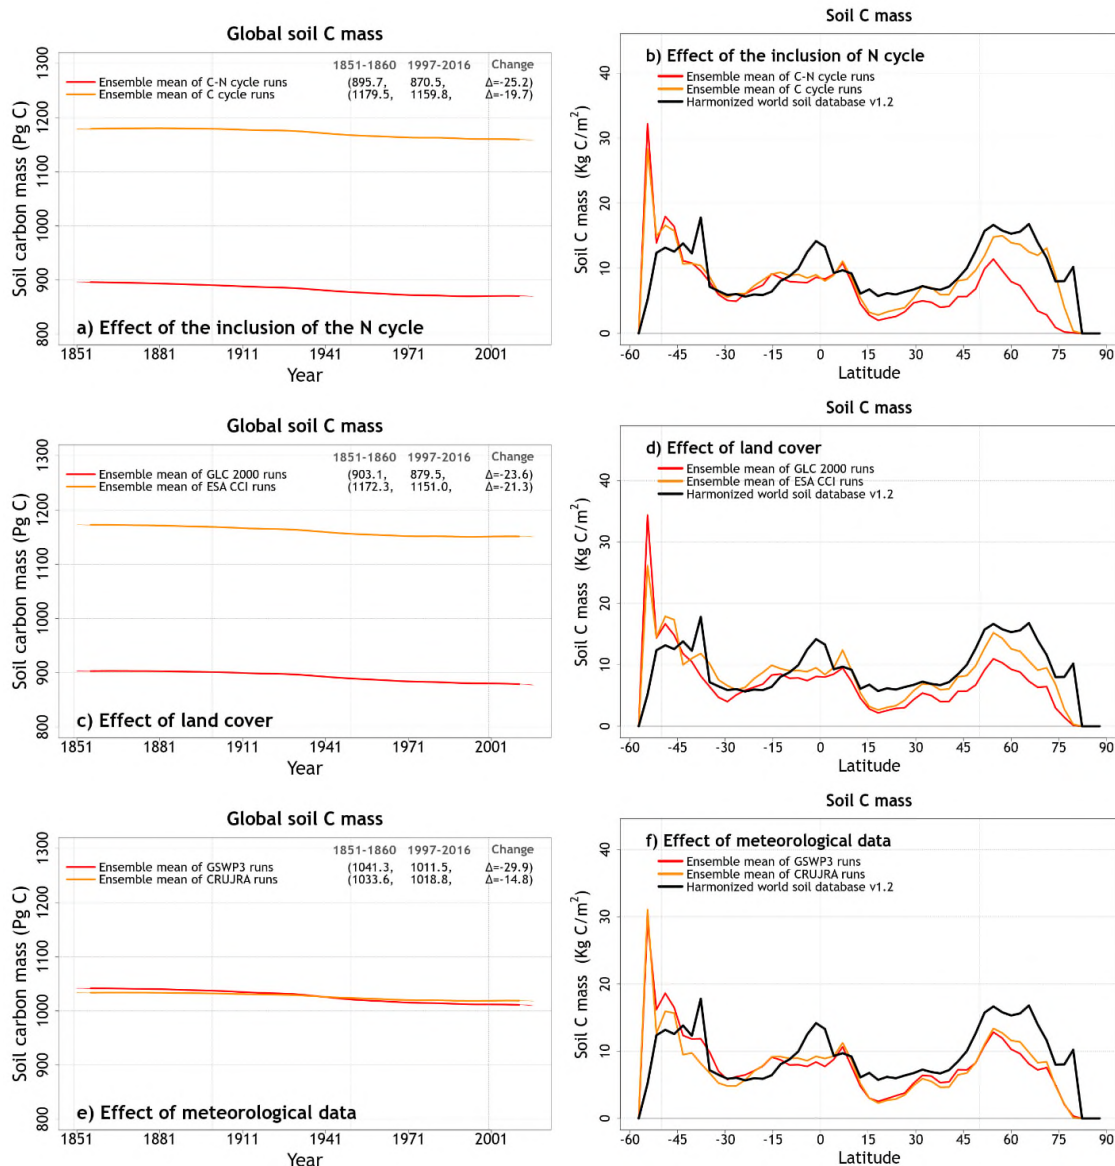 Global soil C mass
1851-1860 1997-2016 Change
Ensemble mean of C-N cycle runs (895.7, 870.5, Δ=-25.2)
Ensemble mean of C cycle runs (1179.5, 1159.8, Δ=-19.7)
Soil carbon mass (Pg C)
1300
1200
1100
1000
900
800
a) Effect of the inclusion of the N cycle
1851 1881 1911 1941 1971 2001
Year
Soil C mass
b) Effect of the inclusion of N cycle
Ensemble mean of C-N cycle runs
Ensemble mean of C cycle runs
Harmonized world soil database v1.2
Soil C mass (Kg C/m²)
40
30
20
10
0
-60 -45 -30 -15 0 15 30 45 60 75 90
Latitude
Global soil C mass
1851-1860 1997-2016 Change
Ensemble mean of GLC 2000 runs (903.1, 879.5, Δ=-23.6)
Ensemble mean of ESA CCI runs (1172.3, 1151.0, Δ=-21.3)
Soil carbon mass (Pg C)
1300
1200
1100
1000
900
800
c) Effect of land cover
1851 1881 1911 1941 1971 2001
Year
Soil C mass
d) Effect of land cover
Ensemble mean of GLC 2000 runs
Ensemble mean of ESA CCI runs
Harmonized world soil database v1.2
Soil C mass (Kg C/m²)
40
30
20
10
0
-60 -45 -30 -15 0 15 30 45 60 75 90
Latitude
Global soil C mass
1851-1860 1997-2016 Change
Ensemble mean of GSWP3 runs (1041.3, 1011.5, Δ=-29.9)
Ensemble mean of CRUJRA runs (1033.6, 1018.8, Δ=-14.8)
Soil carbon mass (Pg C)
1300
1200
1100
1000
900
800
e) Effect of meteorological data
1851 1881 1911 1941 1971 2001
Year
Soil C mass
f) Effect of meteorological data
Ensemble mean of GSWP3 runs
Ensemble mean of CRUJRA runs
Harmonized world soil database v1.2
Soil C mass (Kg C/m²)
40
30
20
10
0
-60 -45 -30 -15 0 15 30 45 60 75 90
Latitude